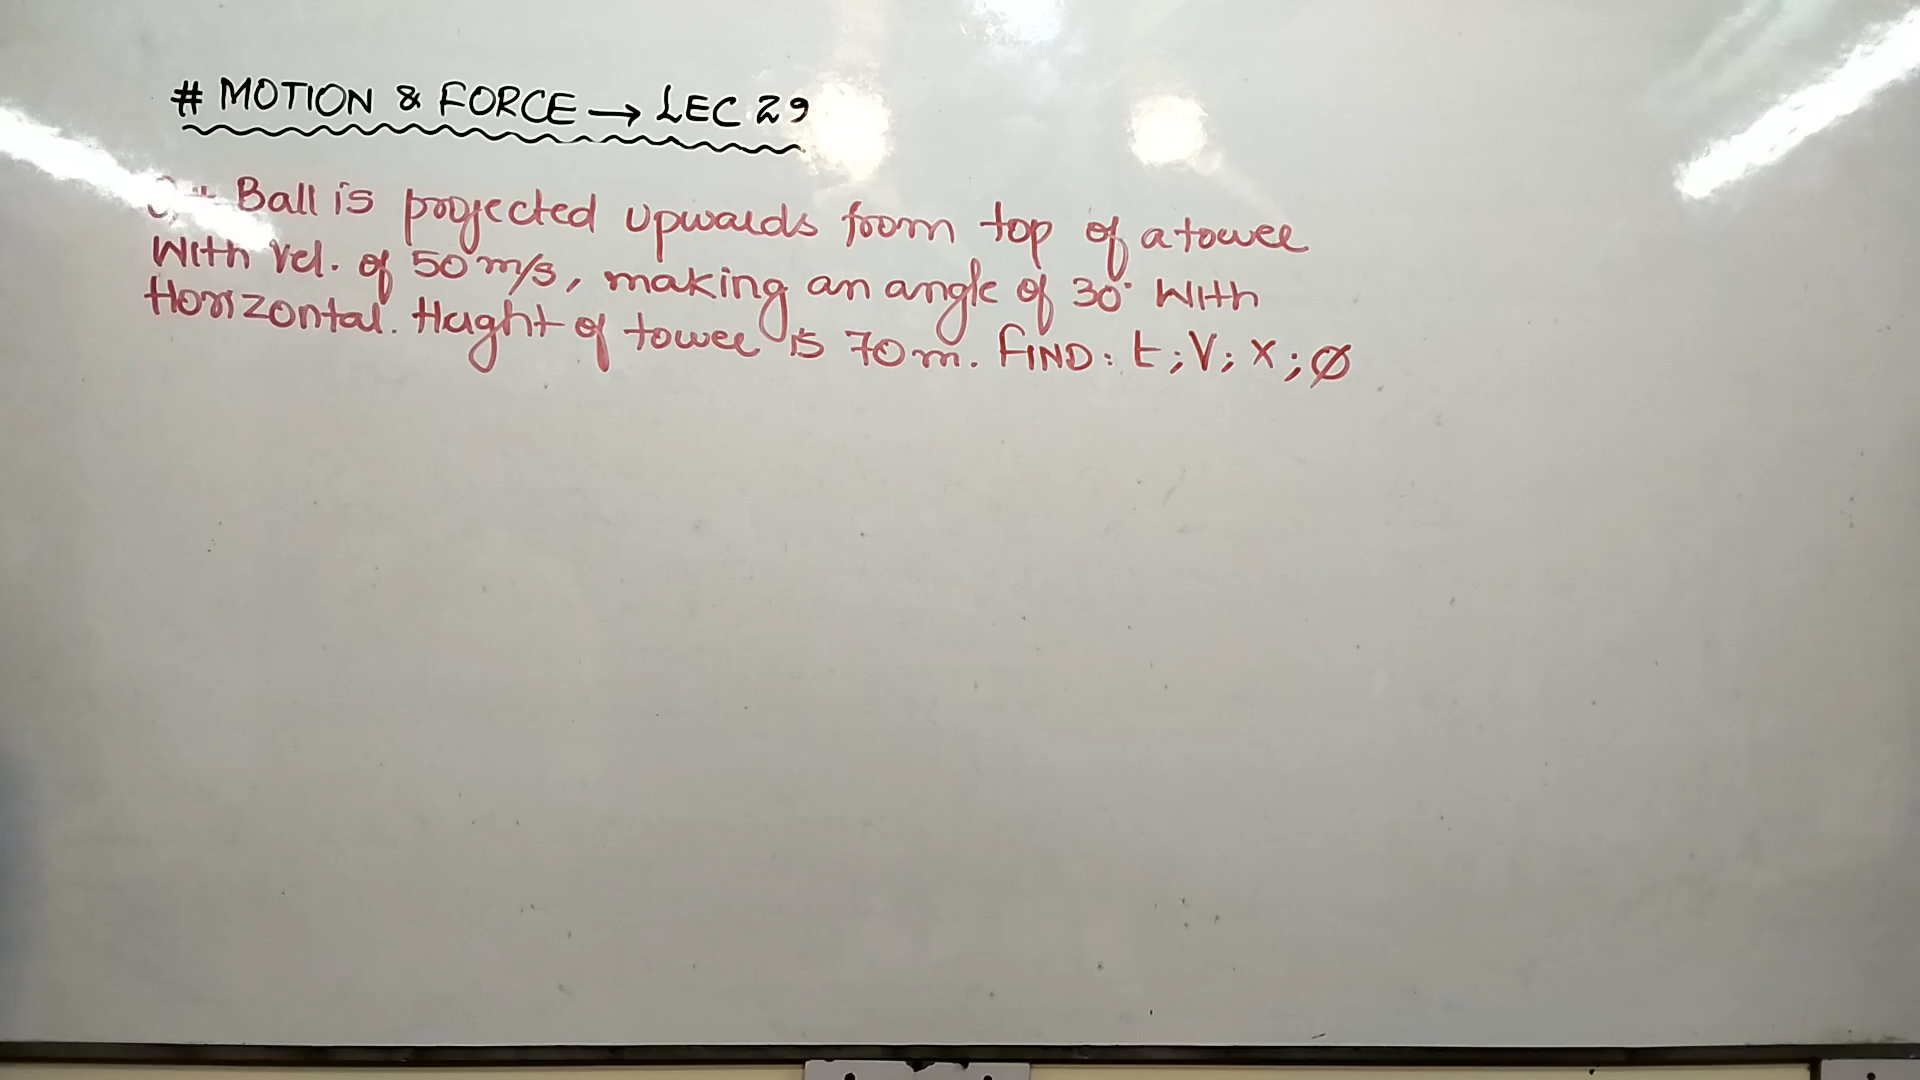 # MOTION & FORCE → LEC 29
Ball is projected upwards from top of a tower
With Vel. of 50 m/s, making an angle of 30° With
Horizontal. Height of tower is 70 m. FIND: t; V; X; Ø